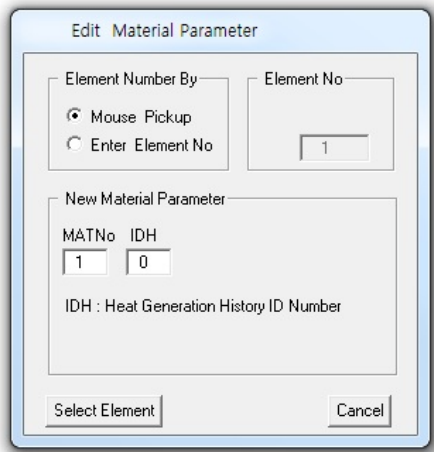 Edit Material Parameter
Element Number By
Mouse Pickup
Enter Element No
Element No
1
New Material Parameter
MATNo IDH
1 0
IDH : Heat Generation History ID Number
Select Element Cancel